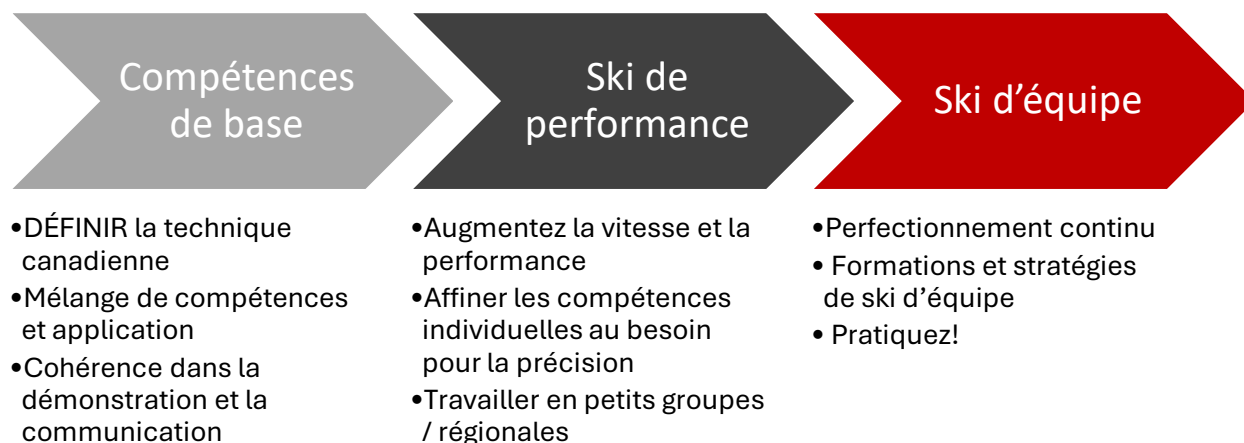 Compétences
de base
•DÉFINIR la technique
canadienne
•Mélange de compétences
et application
•Cohérence dans la
démonstration et la
communication
Ski de
performance
•Augmentez la vitesse et la
performance
•Affiner les compétences
individuelles au besoin
pour la précision
•Travailler en petits groupes
/ régionales
Ski d’équipe
•Perfectionnement continu
• Formations et stratégies
de ski d’équipe
• Pratiquez!